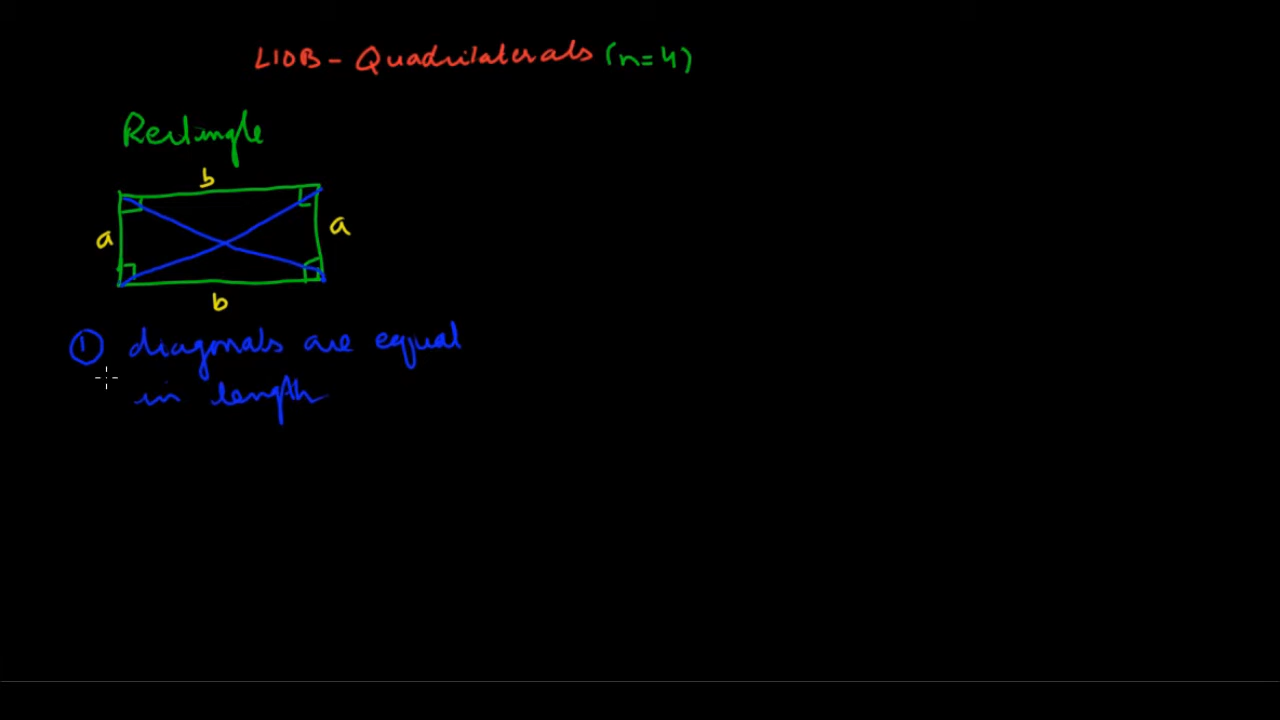 L10B - Quadrilaterals (n=4)
Rectangle
b
a
a
b
① diagonals are equal
in length